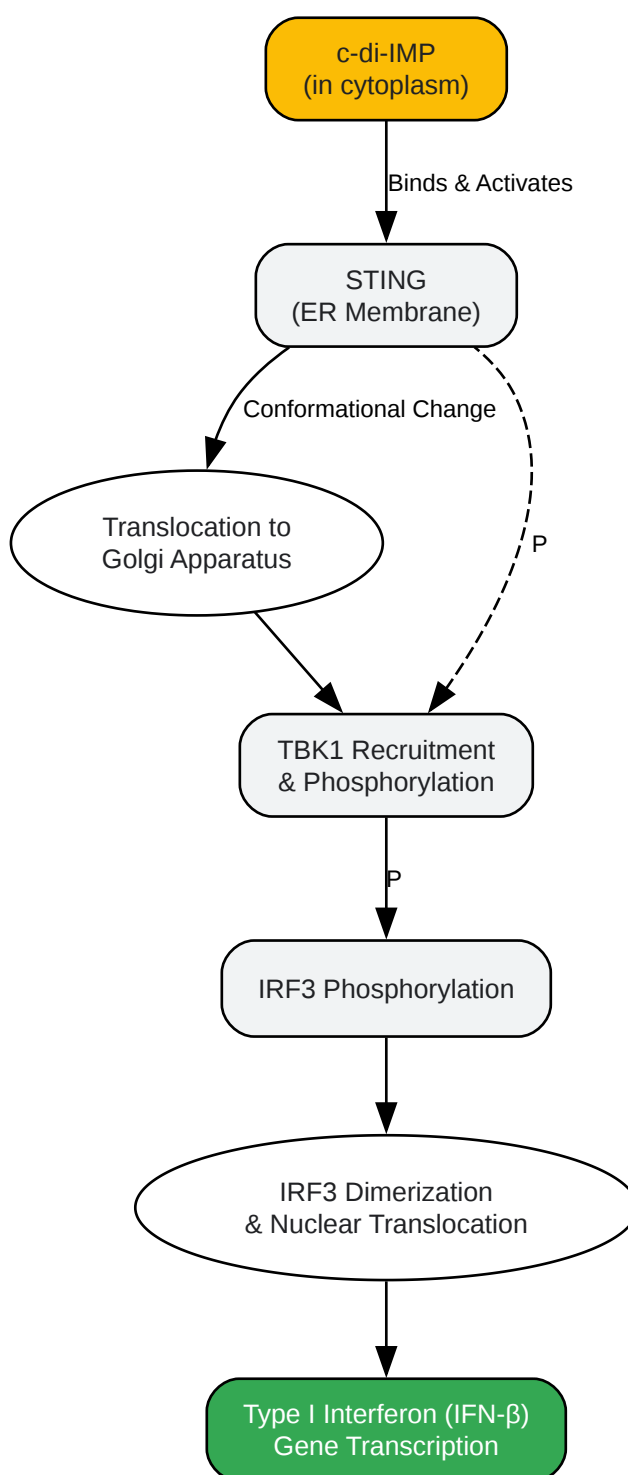 c-di-IMP
(in cytoplasm)
Binds & Activates
STING
(ER Membrane)
Conformational Change
Translocation to
Golgi Apparatus
P
TBK1 Recruitment
& Phosphorylation
P
IRF3 Phosphorylation
IRF3 Dimerization
& Nuclear Translocation
Type I Interferon (IFN-β)
Gene Transcription